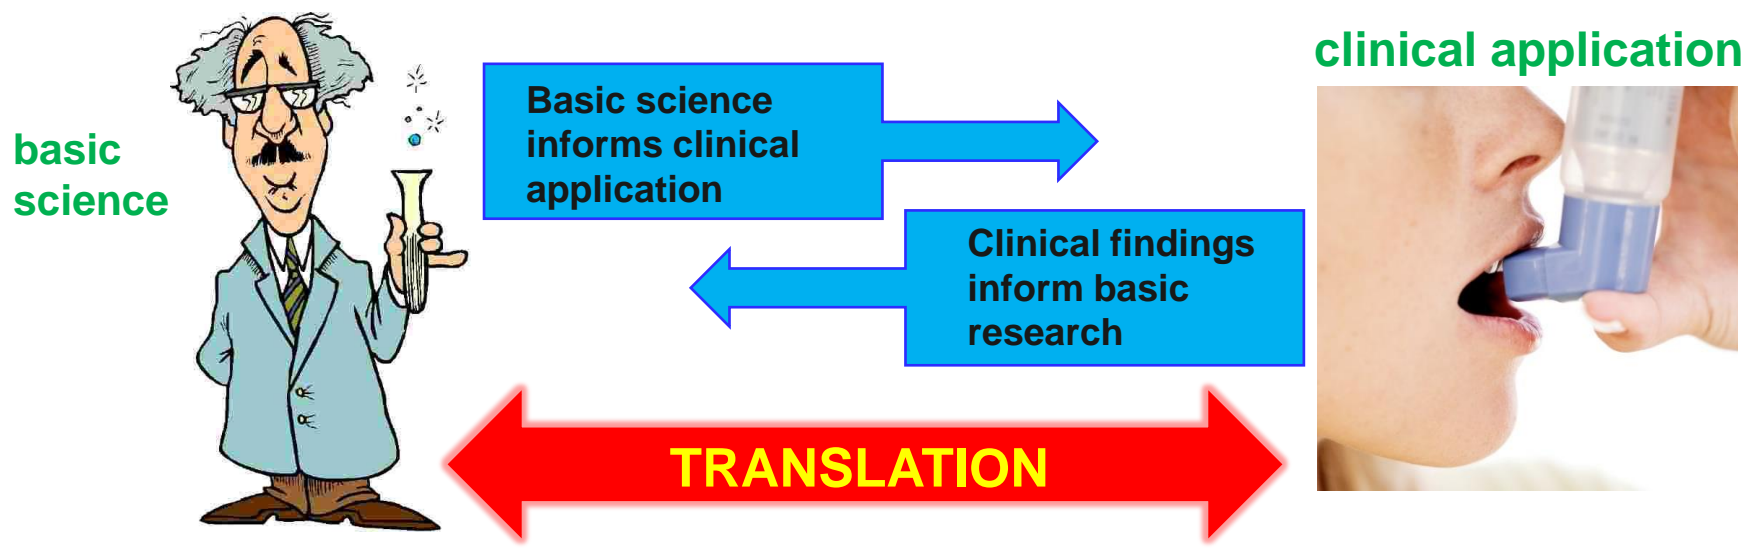 basic
science
Basic science
informs clinical
application
Clinical findings
inform basic
research
TRANSLATION
clinical application